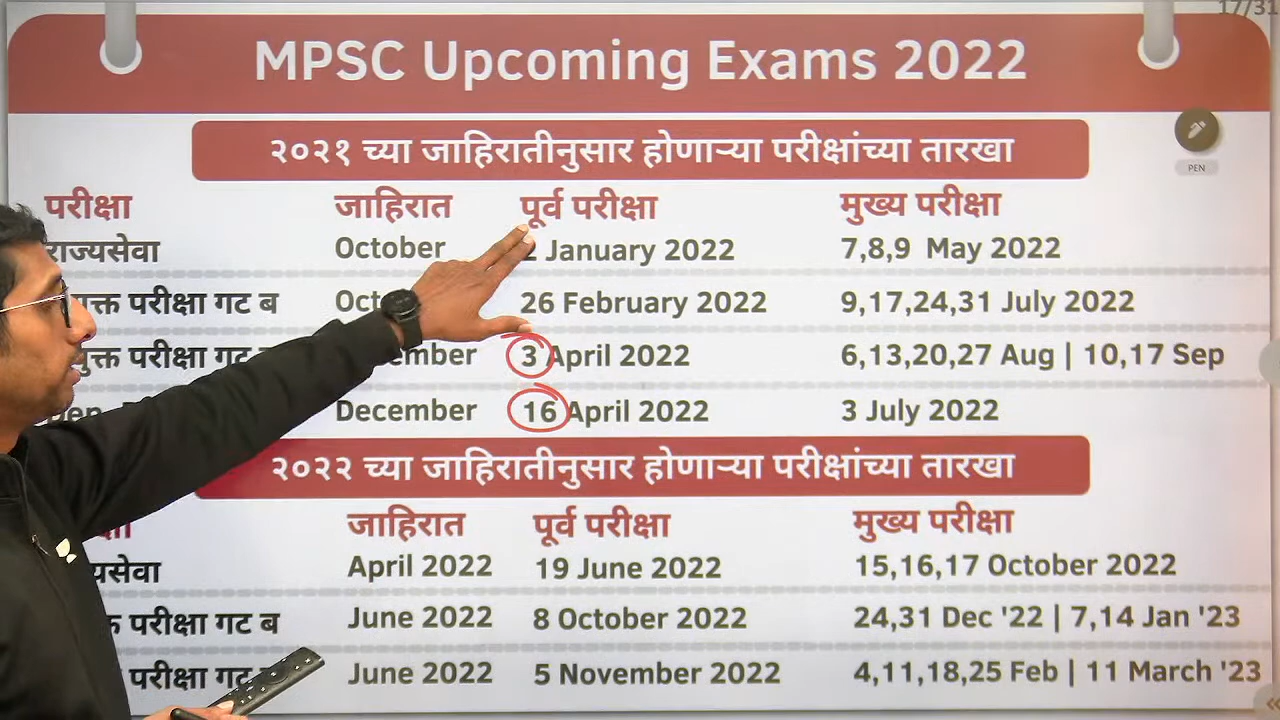 17/31
MPSC Upcoming Exams 2022
२०२१ च्या जाहिरातीनुसार होणाऱ्या परीक्षांच्या तारखा
PEN
परीक्षा जाहिरात पूर्व परीक्षा मुख्य परीक्षा
राज्यसेवा October January 2022 7,8,9 May 2022
परीक्षा गट ब 26 February 2022 9,17,24,31 July 2022
परीक्षा 3 April 2022 6,13,20,27 Aug | 10,17 Sep
December 16 April 2022 3 July 2022
२०२२ च्या जाहिरातीनुसार होणाऱ्या परीक्षांच्या तारखा
जाहिरात पूर्व परीक्षा मुख्य परीक्षा
April 2022 19 June 2022 15,16,17 October 2022
परीक्षा गट ब June 2022 8 October 2022 24,31 Dec '22 | 7,14 Jan '23
परीक्षा गट June 2022 5 November 2022 4,11,18,25 Feb | 11 March '23